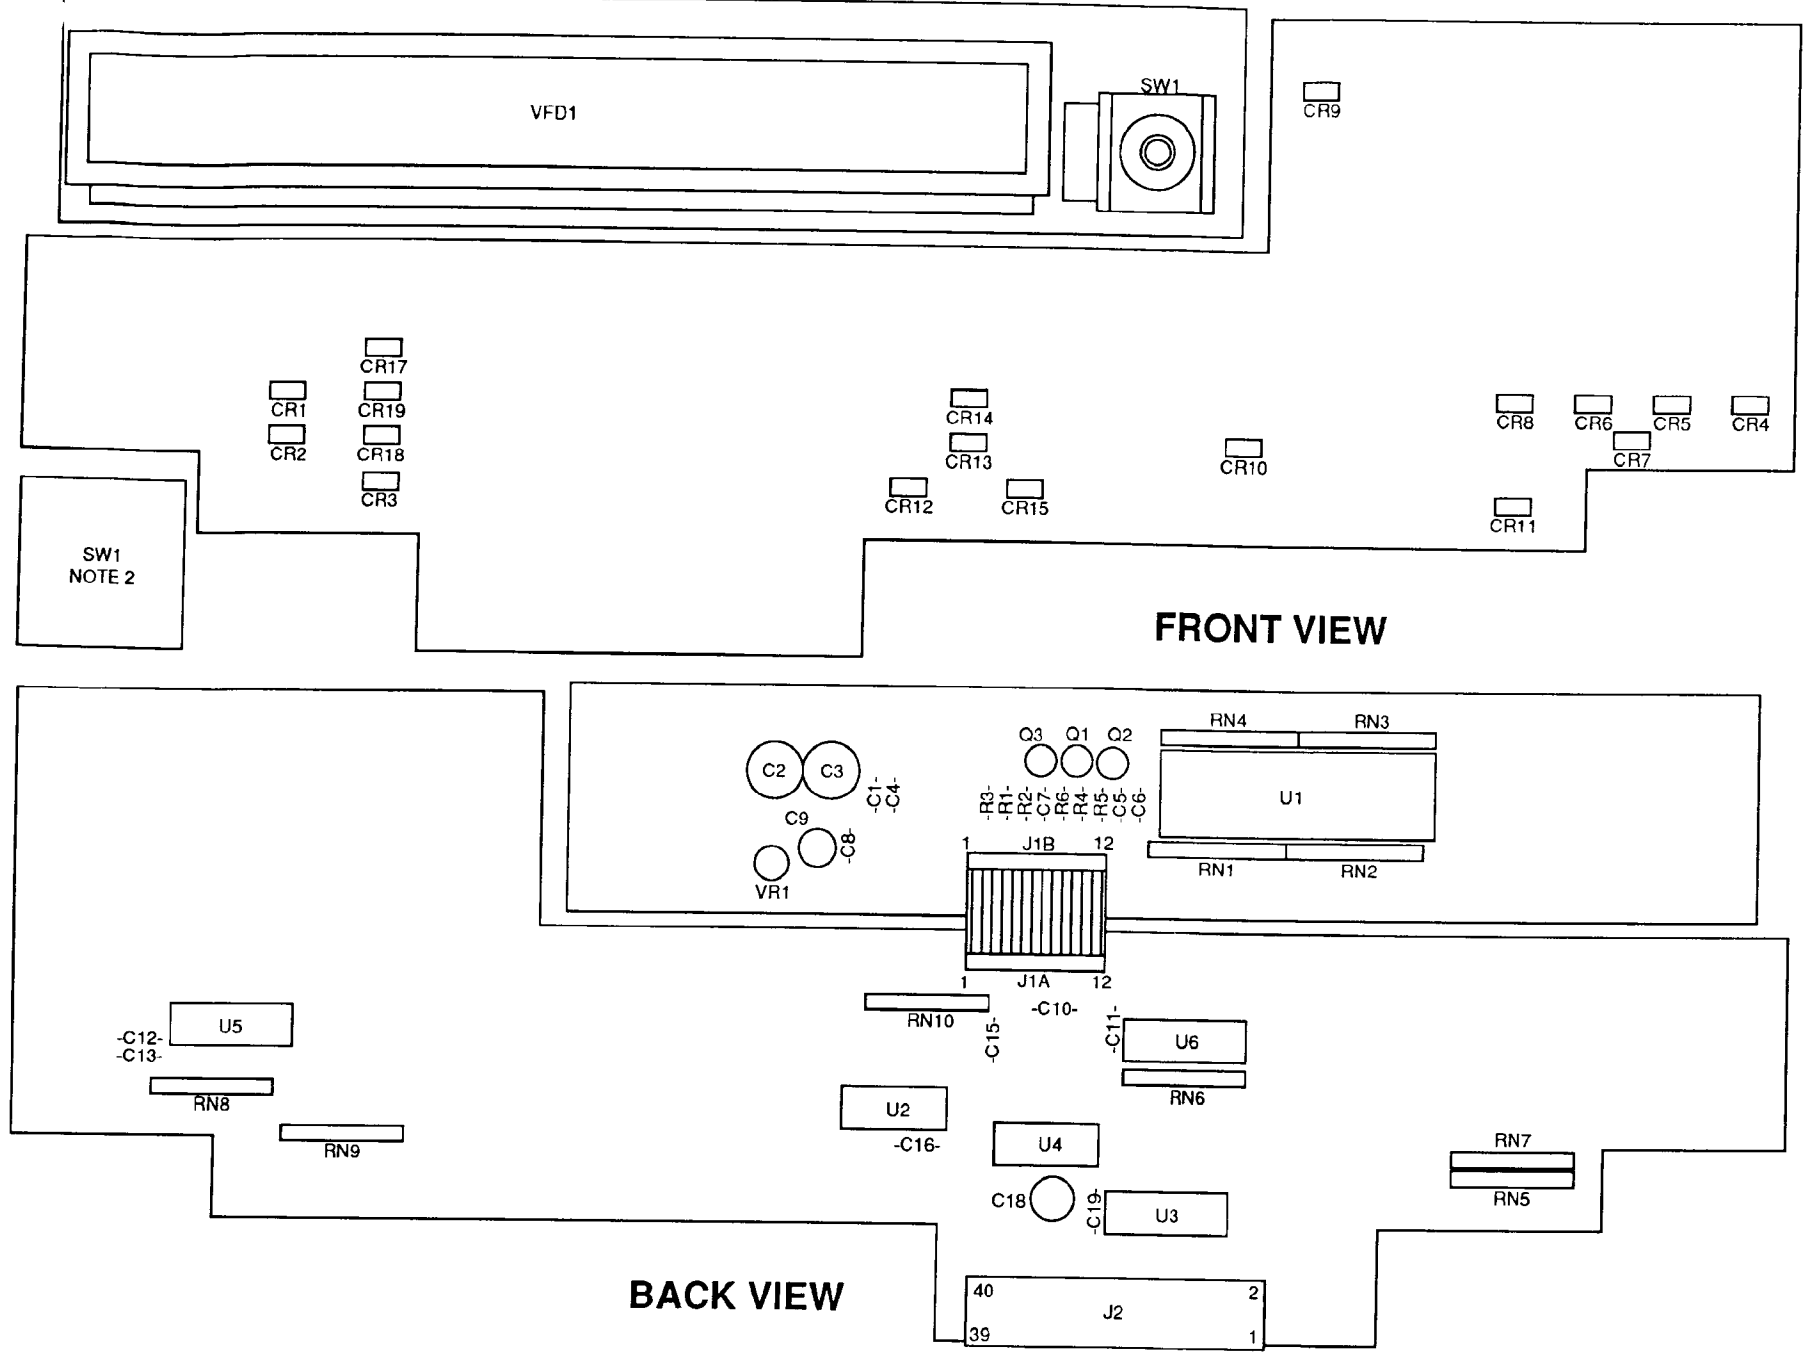 VFD1
SW1
CR9
CR17
CR1
CR19
CR2
CR18
CR3
CR14
CR13
CR12
CR15
CR10
CR8
CR6
CR5
CR4
CR7
CR11
SW1
NOTE 2
FRONT VIEW
RN4
RN3
Q3
Q1
Q2
C2
C3
-C1-
-C4-
-R3-
-R1-
-R2-
-C7-
-R6-
-R4-
-R5-
-C5-
-C6-
U1
C9
-C8-
VR1
1
J1B
12
RN1
RN2
1
J1A
12
RN10
-C10-
-C15-
-C11-
U6
RN6
U5
-C12-
-C13-
RN8
RN9
U2
-C16-
U4
C18
-C19-
U3
RN7
RN5
BACK VIEW
40
2
J2
39
1